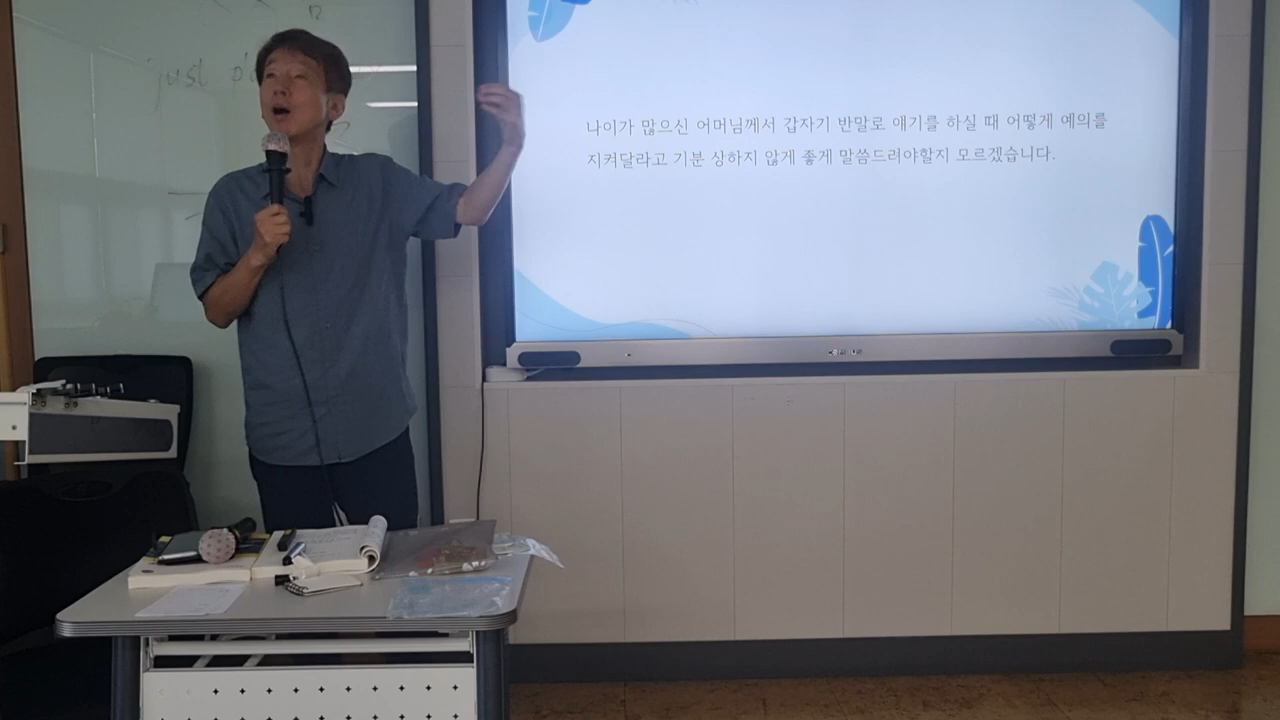 just
나이가 많으신 어머님께서 갑자기 반말로 얘기를 하실 때 어떻게 예의를
지켜달라고 기분 상하지 않게 좋게 말씀드려야할지 모르겠습니다.